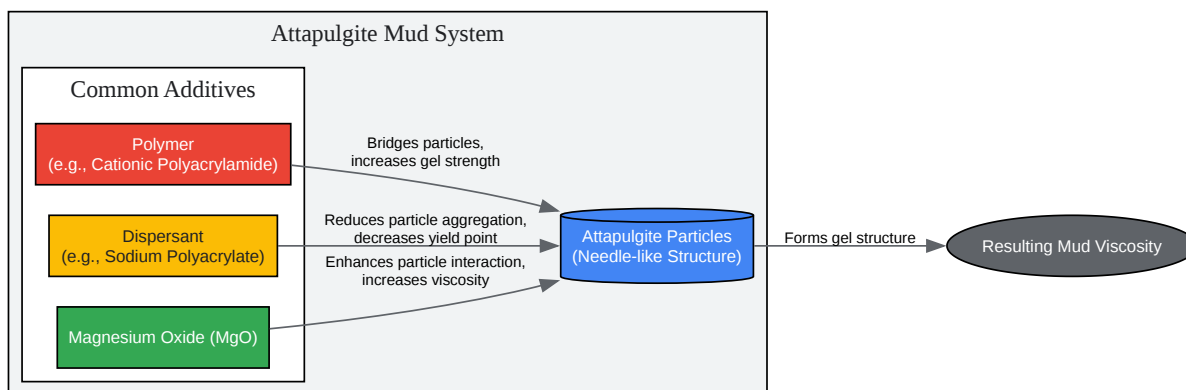 Attapulgite Mud System
Common Additives
Polymer
(e.g., Cationic Polyacrylamide)
Bridges particles,
increases gel strength
Dispersant
(e.g., Sodium Polyacrylate)
Reduces particle aggregation,
decreases yield point
Enhances particle interaction,
increases viscosity
Magnesium Oxide (MgO)
Attapulgite Particles
(Needle-like Structure)
Forms gel structure
Resulting Mud Viscosity